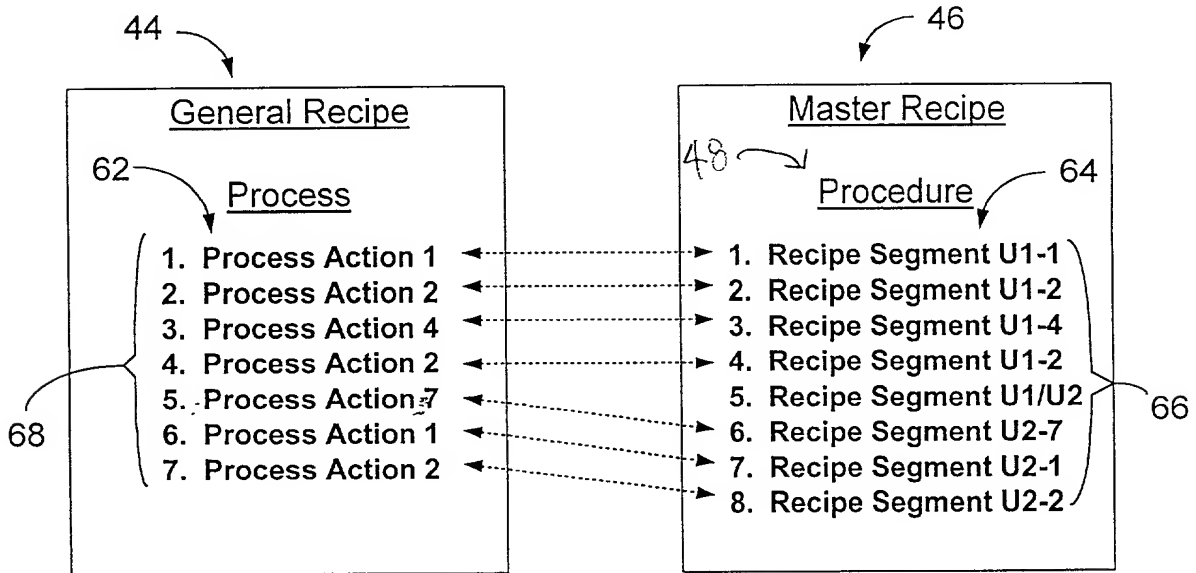 44
46
General Recipe
Master Recipe
48
62
64
Process
Procedure
1. Process Action 1
2. Process Action 2
3. Process Action 4
4. Process Action 2
5. Process Action 7
6. Process Action 1
7. Process Action 2
1. Recipe Segment U1-1
2. Recipe Segment U1-2
3. Recipe Segment U1-4
4. Recipe Segment U1-2
5. Recipe Segment U1/U2
6. Recipe Segment U2-7
7. Recipe Segment U2-1
8. Recipe Segment U2-2
68
66